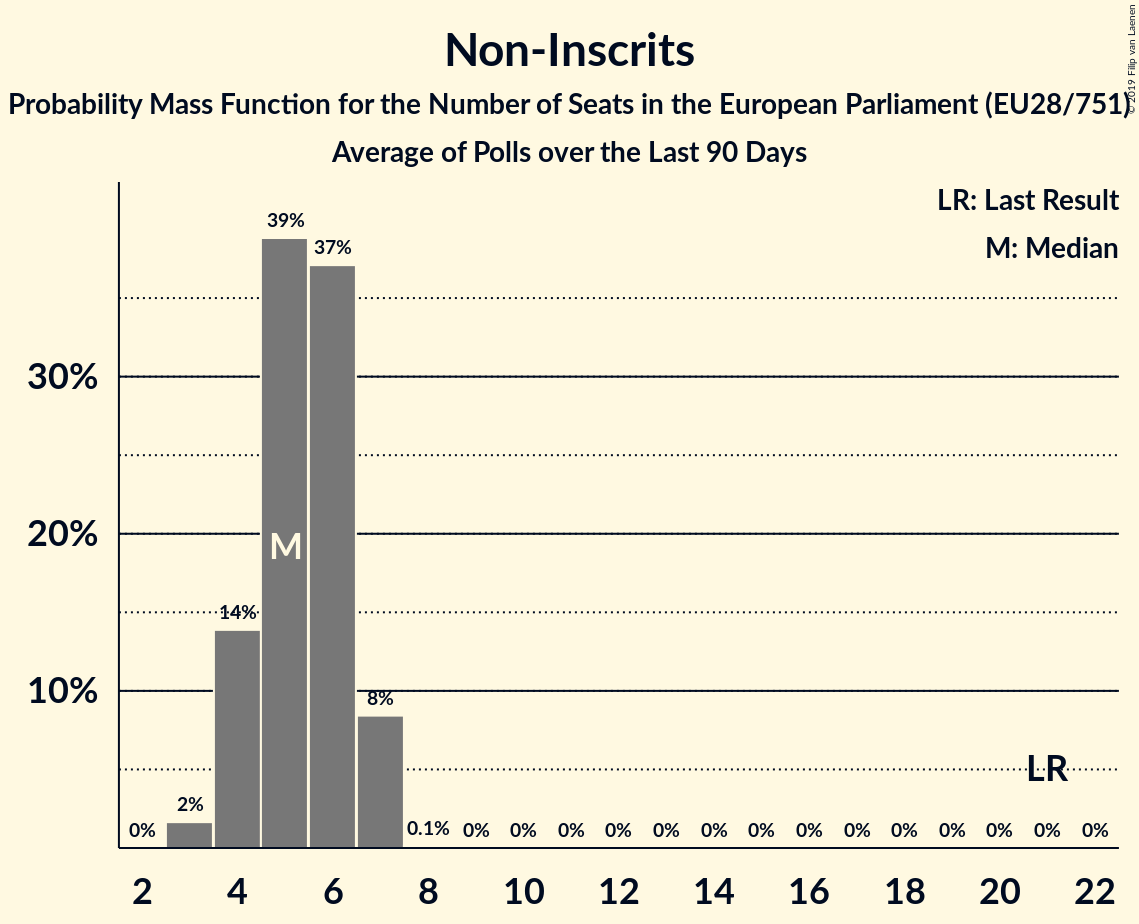 Non-Inscrits
Probability Mass Function for the Number of Seats in the European Parliament (EU28/751)
Average of Polls over the Last 90 Days
© 2019 Filip van Laenen
LR: Last Result
M: Median
39%
37%
30%
20%
M
14%
10%
8%
LR
0% 2% 0.1% 0% 0% 0% 0% 0% 0% 0% 0% 0% 0% 0% 0% 0% 0%
2 4 6 8 10 12 14 16 18 20 22